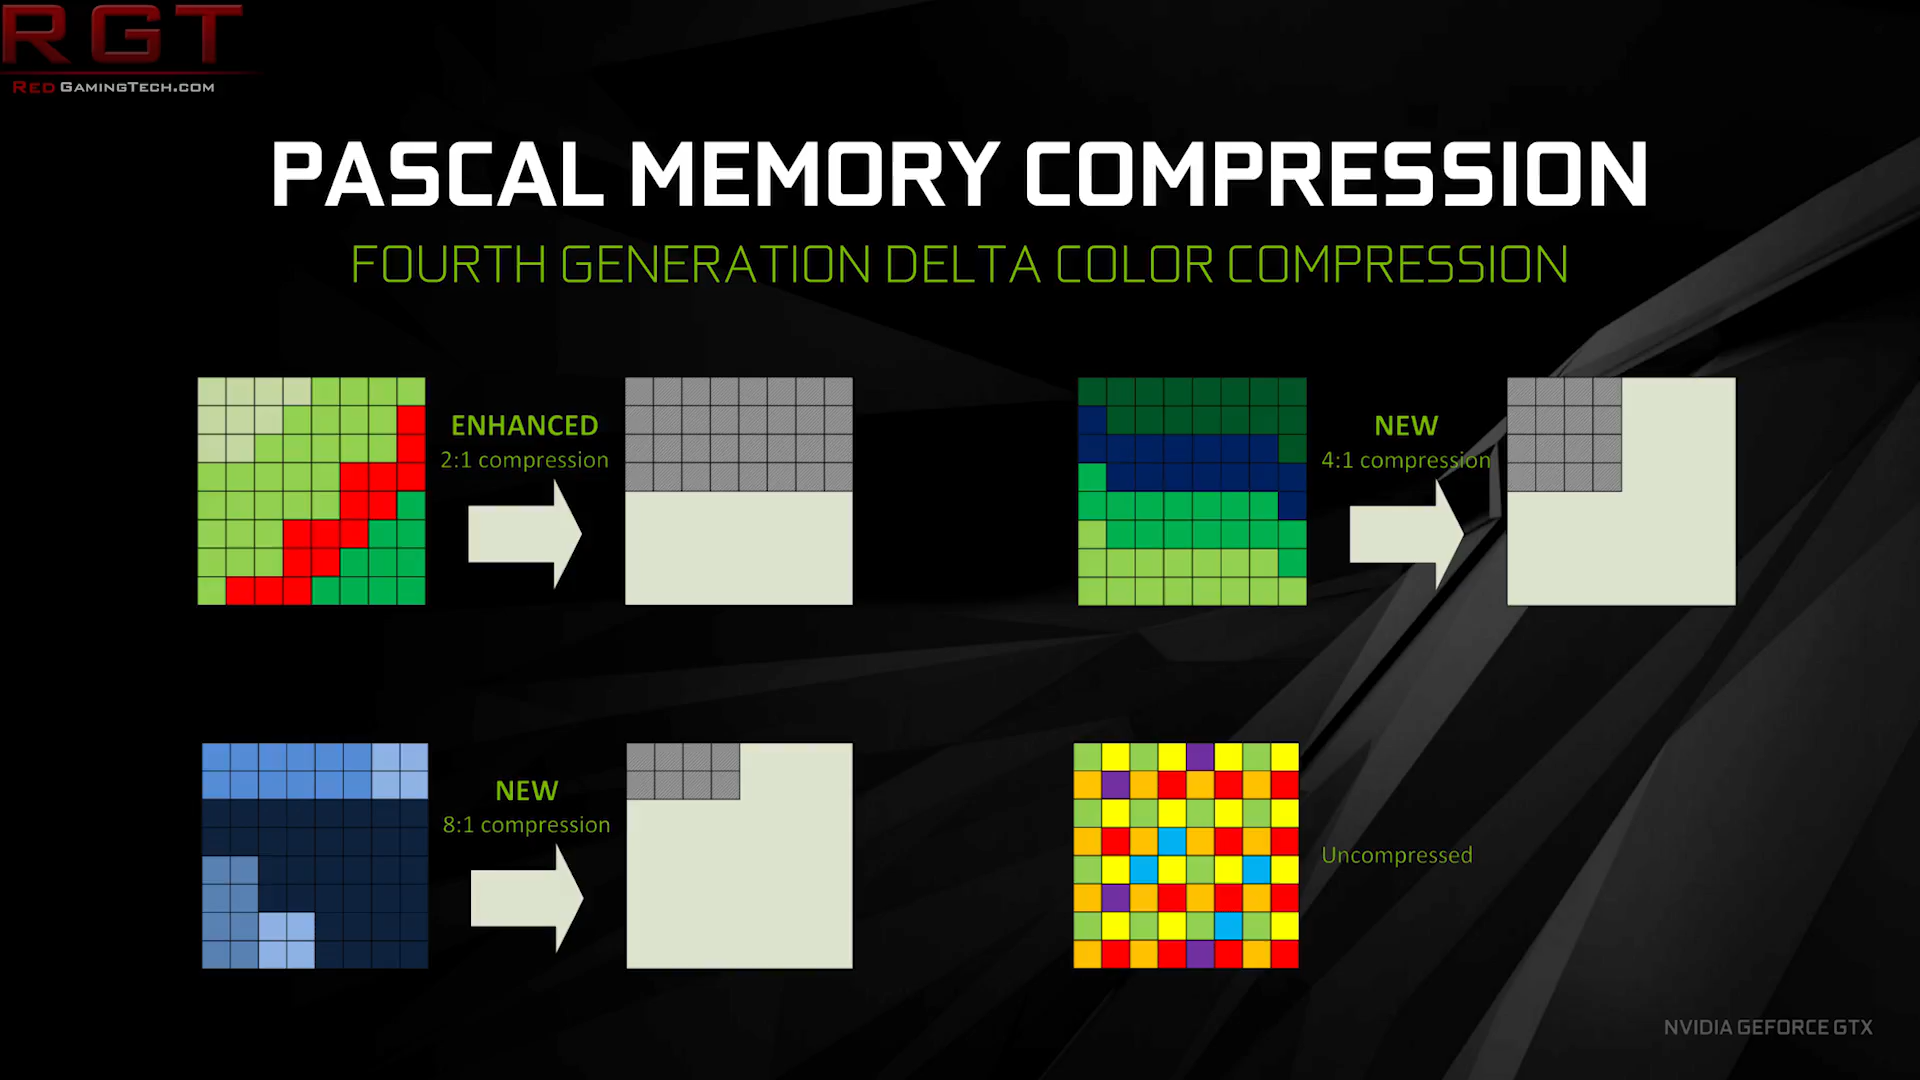 RGT
RED GAMINGTECH.COM
PASCAL MEMORY COMPRESSION
FOURTH GENERATION DELTA COLOR COMPRESSION
ENHANCED
2:1 compression
NEW
4:1 compression
NEW
8:1 compression
Uncompressed
NVIDIA GEFORCE GTX